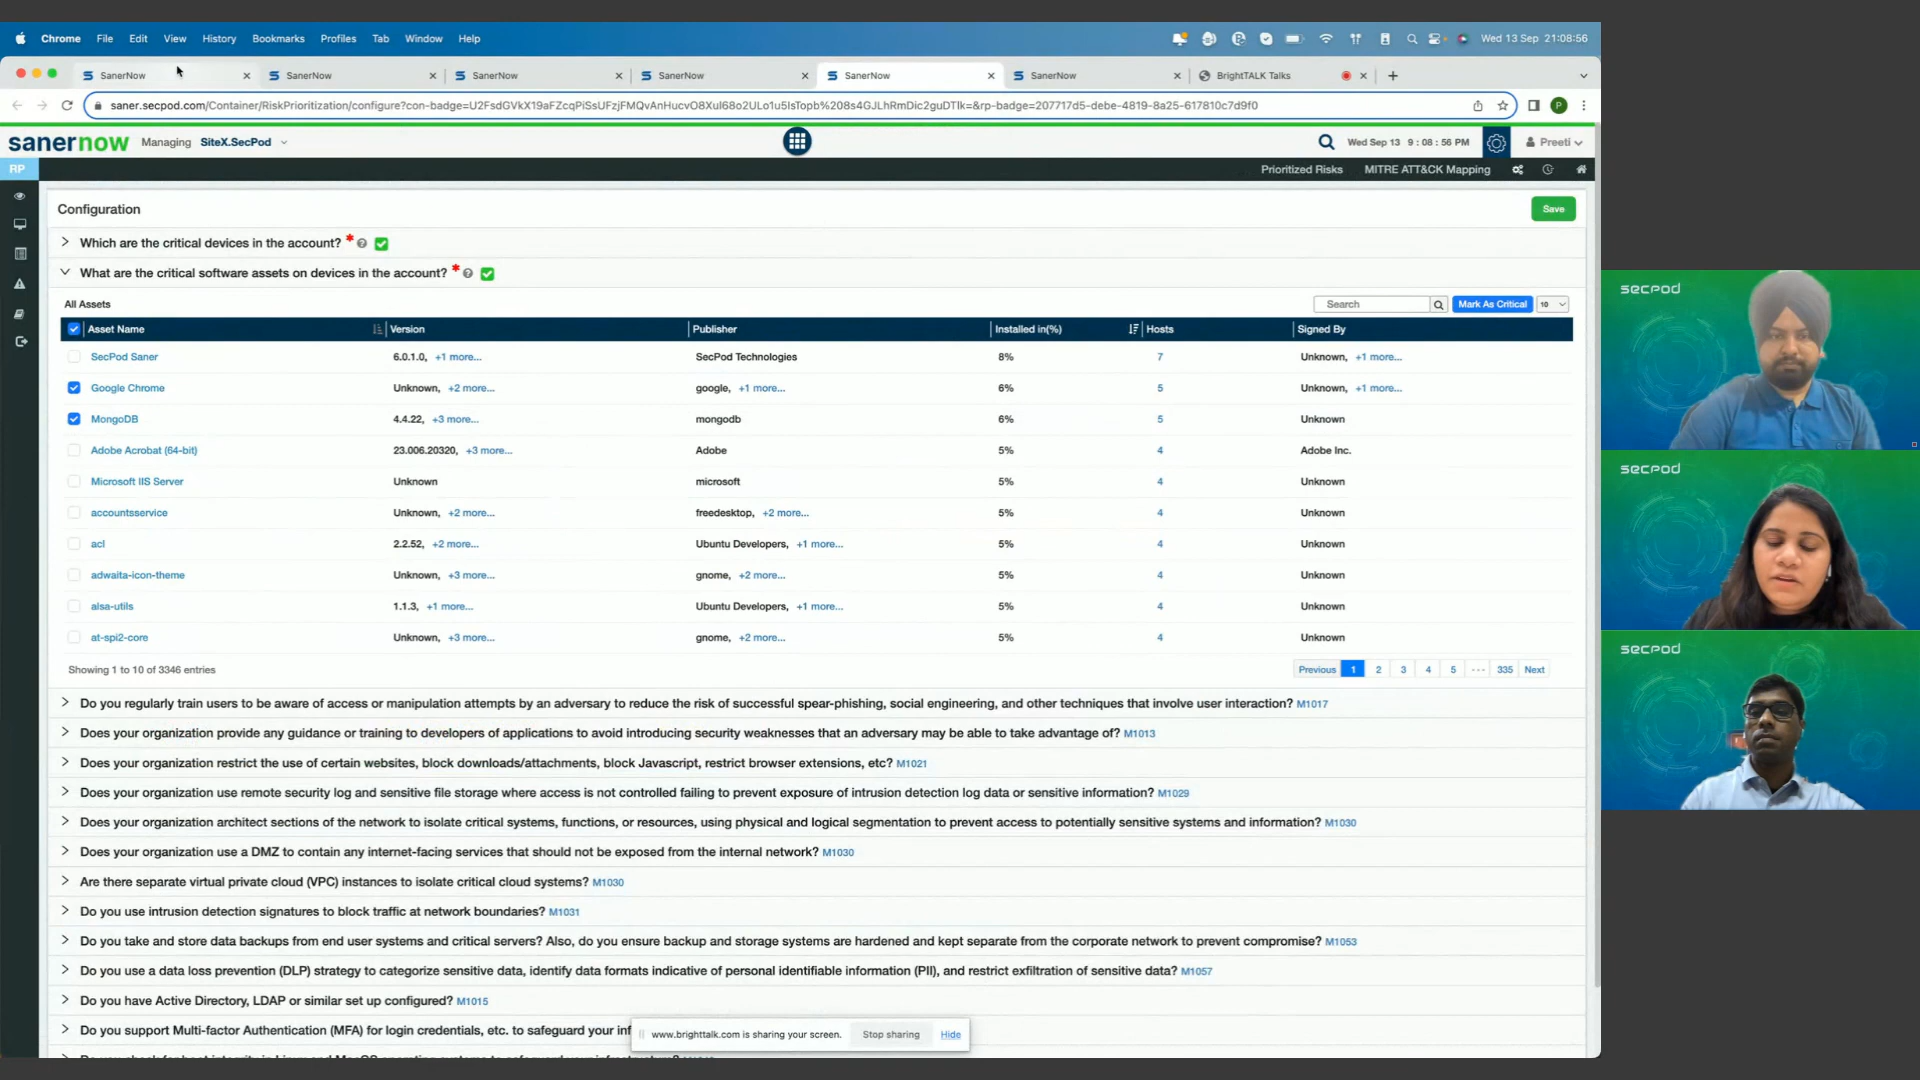 Chrome File Edit View History Bookmarks Profiles Tab Window Help Wed 13 Sep 21:08:56
SanerNow SanerNow SanerNow SanerNow SanerNow SanerNow BrightTALK Talks
saner.secpod.com/Container/RiskPrioritization/configure?con-badge=U2FsdGVkX19aFZcqPiSsUFzjFMQvAnHucvO8Xul68o2ULo1u5IsTopb%208s4GJLhRmDic2guDTIk=&rp-badge=207717d5-debe-4819-8a25-617810c7d9f0 P
sanernow Managing SiteX.SecPod Wed Sep 13 9 : 08 : 56 PM Preeti
RP Prioritized Risks MITRE ATT&CK Mapping
Configuration Save
Which are the critical devices in the account? *
What are the critical software assets on devices in the account? *
All Assets Search Mark As Critical 10
Asset Name Version Publisher Installed in(%) Hosts Signed By
SecPod Saner 6.0.1.0, +1 more... SecPod Technologies 8% 7 Unknown, +1 more...
Google Chrome Unknown, +2 more... google, +1 more... 6% 5 Unknown, +1 more...
MongoDB 4.4.22, +3 more... mongodb 6% 5 Unknown
Adobe Acrobat (64-bit) 23.006.20320, +3 more... Adobe 5% 4 Adobe Inc.
Microsoft IIS Server Unknown microsoft 5% 4 Unknown
accountsservice Unknown, +2 more... freedesktop, +2 more... 5% 4 Unknown
acl 2.2.52, +2 more... Ubuntu Developers, +1 more... 5% 4 Unknown
adwaita-icon-theme Unknown, +3 more... gnome, +2 more... 5% 4 Unknown
alsa-utils 1.1.3, +1 more... Ubuntu Developers, +1 more... 5% 4 Unknown
at-spi2-core Unknown, +3 more... gnome, +2 more... 5% 4 Unknown
Showing 1 to 10 of 3346 entries Previous 1 2 3 4 5 ... 335 Next
Do you regularly train users to be aware of access or manipulation attempts by an adversary to reduce the risk of successful spear-phishing, social engineering, and other techniques that involve user interaction? M1017
Does your organization provide any guidance or training to developers of applications to avoid introducing security weaknesses that an adversary may be able to take advantage of? M1013
Does your organization restrict the use of certain websites, block downloads/attachments, block Javascript, restrict browser extensions, etc? M1021
Does your organization use remote security log and sensitive file storage where access is not controlled failing to prevent exposure of intrusion detection log data or sensitive information? M1029
Does your organization architect sections of the network to isolate critical systems, functions, or resources, using physical and logical segmentation to prevent access to potentially sensitive systems and information? M1030
Does your organization use a DMZ to contain any internet-facing services that should not be exposed from the internal network? M1030
Are there separate virtual private cloud (VPC) instances to isolate critical cloud systems? M1030
Do you use intrusion detection signatures to block traffic at network boundaries? M1031
Do you take and store data backups from end user systems and critical servers? Also, do you ensure backup and storage systems are hardened and kept separate from the corporate network to prevent compromise? M1053
Do you use a data loss prevention (DLP) strategy to categorize sensitive data, identify data formats indicative of personal identifiable information (PII), and restrict exfiltration of sensitive data? M1057
Do you have Active Directory, LDAP or similar set up configured? M1015
Do you support Multi-factor Authentication (MFA) for login credentials, etc. to safeguard your
www.brighttalk.com is sharing your screen. Stop sharing Hide
secpod
secpod
secpod